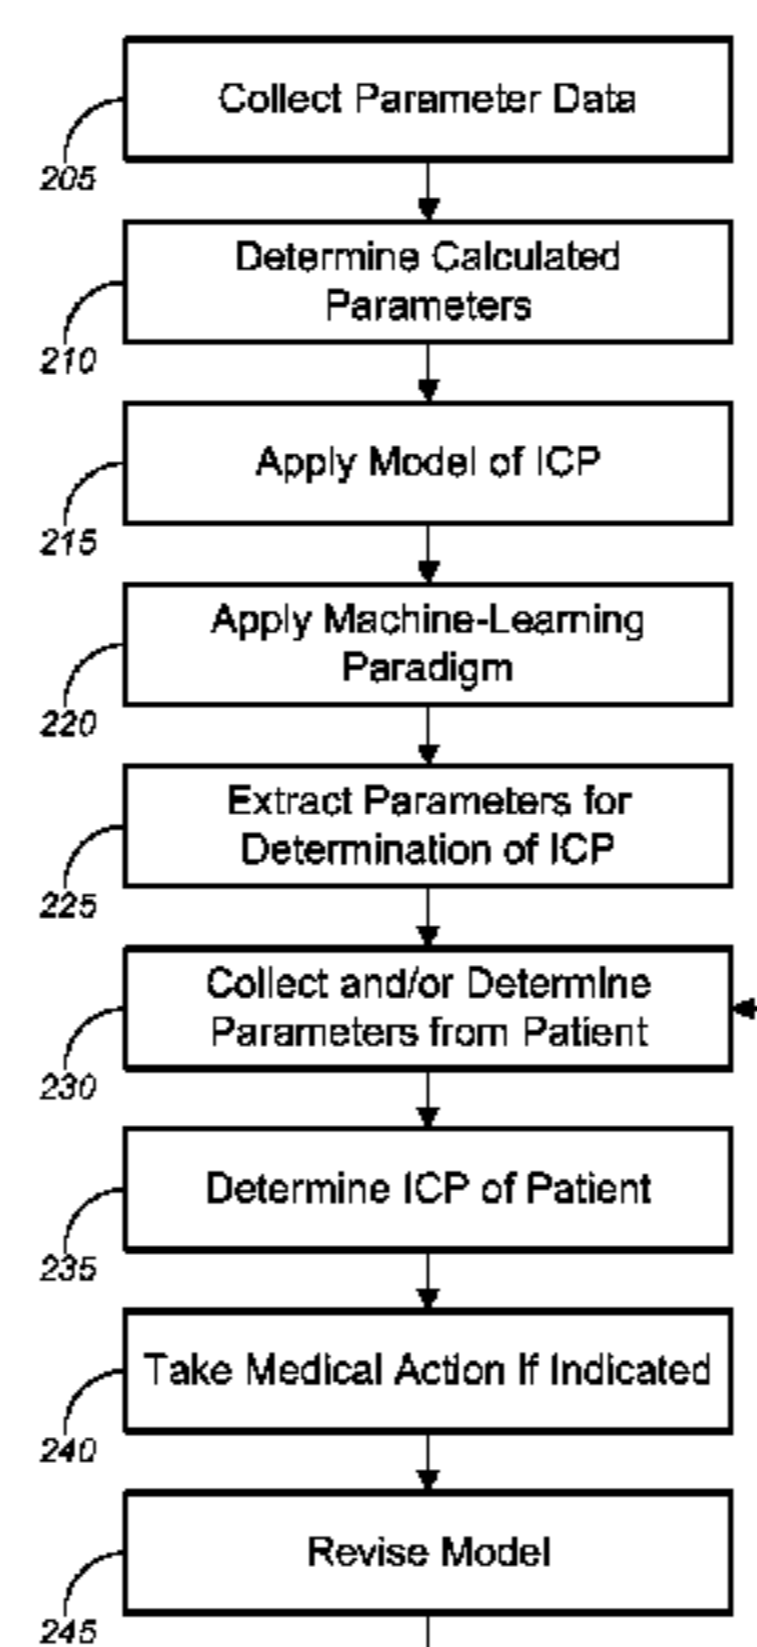 Collect Parameter Data
205
Determine Calculated
Parameters
210
Apply Model of ICP
215
Apply Machine-Learning
Paradigm
220
Extract Parameters for
Determination of ICP
225
Collect and/or Determine
Parameters from Patient
230
Determine ICP of Patient
235
Take Medical Action If Indicated
240
Revise Model
245